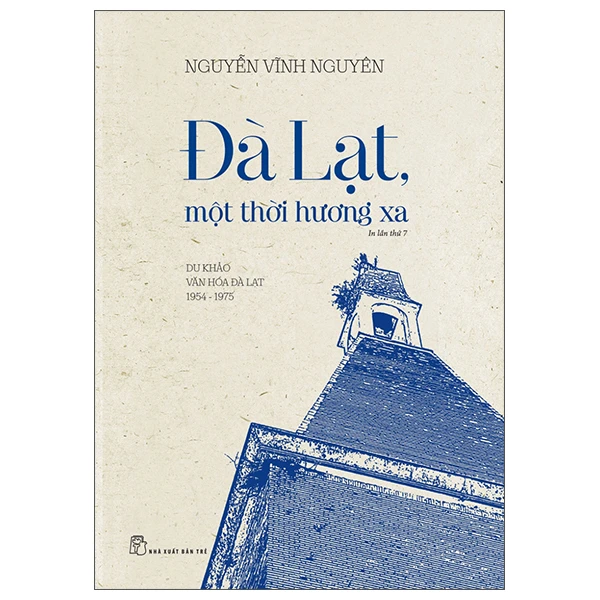 NGUYỄN VĨNH NGUYÊN
Đà Lạt,
một thời hương xa
In lần thứ 7
DU KHẢO
VĂN HÓA ĐÀ LẠT
1954 - 1975
NHÀ XUẤT BẢN TRẺ